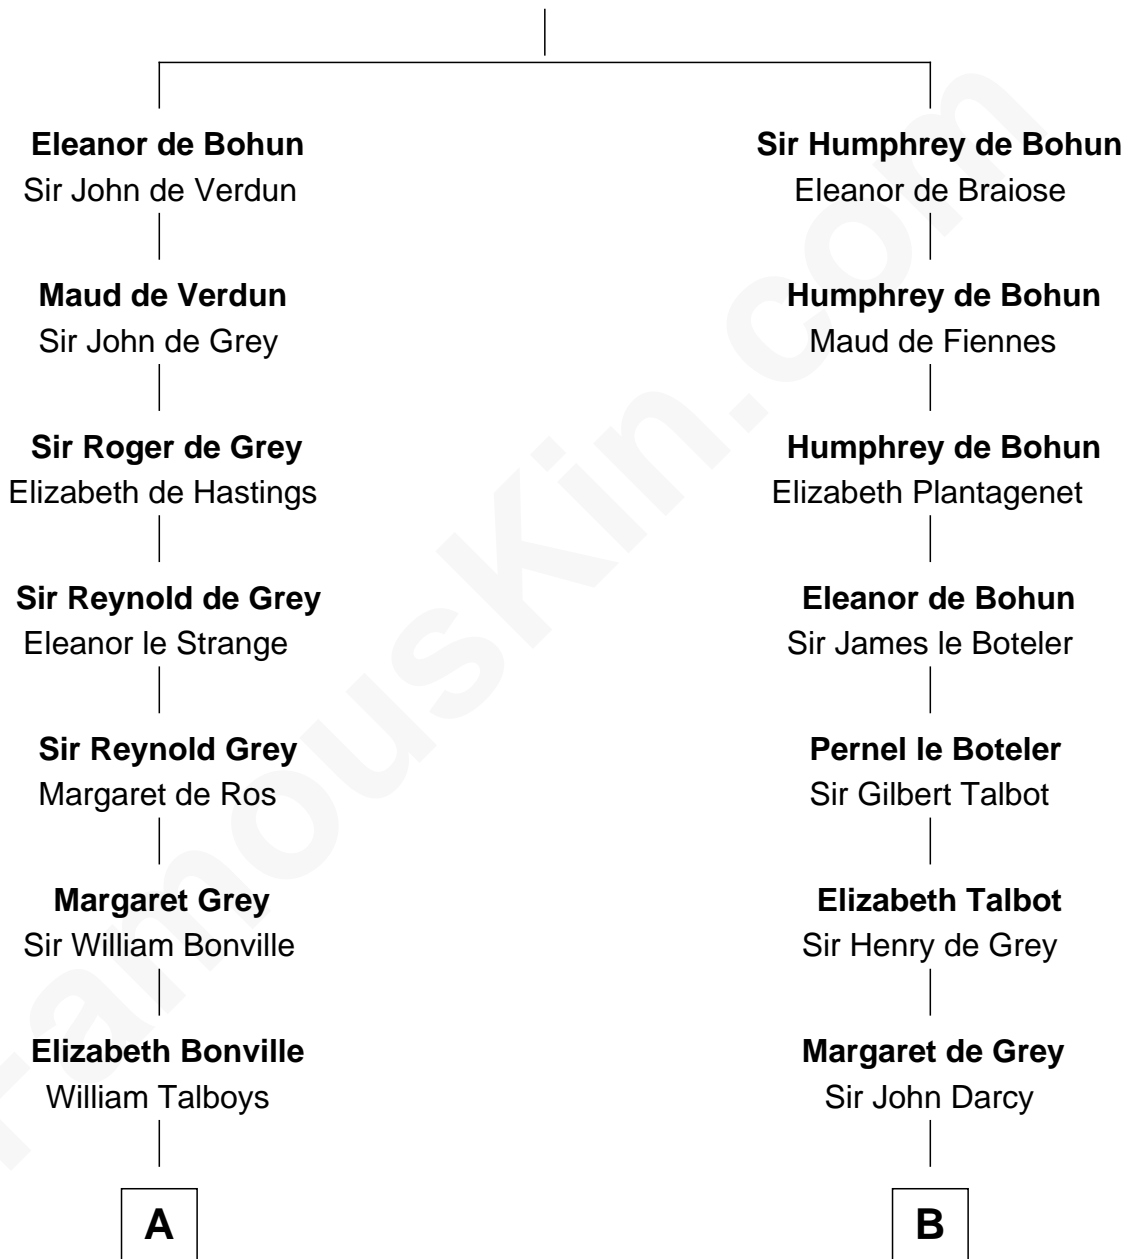 Eleanor de Bohun
Sir John de Verdun
Maud de Verdun
Sir John de Grey
Sir Roger de Grey
Elizabeth de Hastings
Sir Reynold de Grey
Eleanor le Strange
Sir Reynold Grey
Margaret de Ros
Margaret Grey
Sir William Bonville
Elizabeth Bonville
William Talboys
A
Sir Humphrey de Bohun
Eleanor de Braiose
Humphrey de Bohun
Maud de Fiennes
Humphrey de Bohun
Elizabeth Plantagenet
Eleanor de Bohun
Sir James le Boteler
Pernel le Boteler
Sir Gilbert Talbot
Elizabeth Talbot
Sir Henry de Grey
Margaret de Grey
Sir John Darcy
B
FamousKin.com